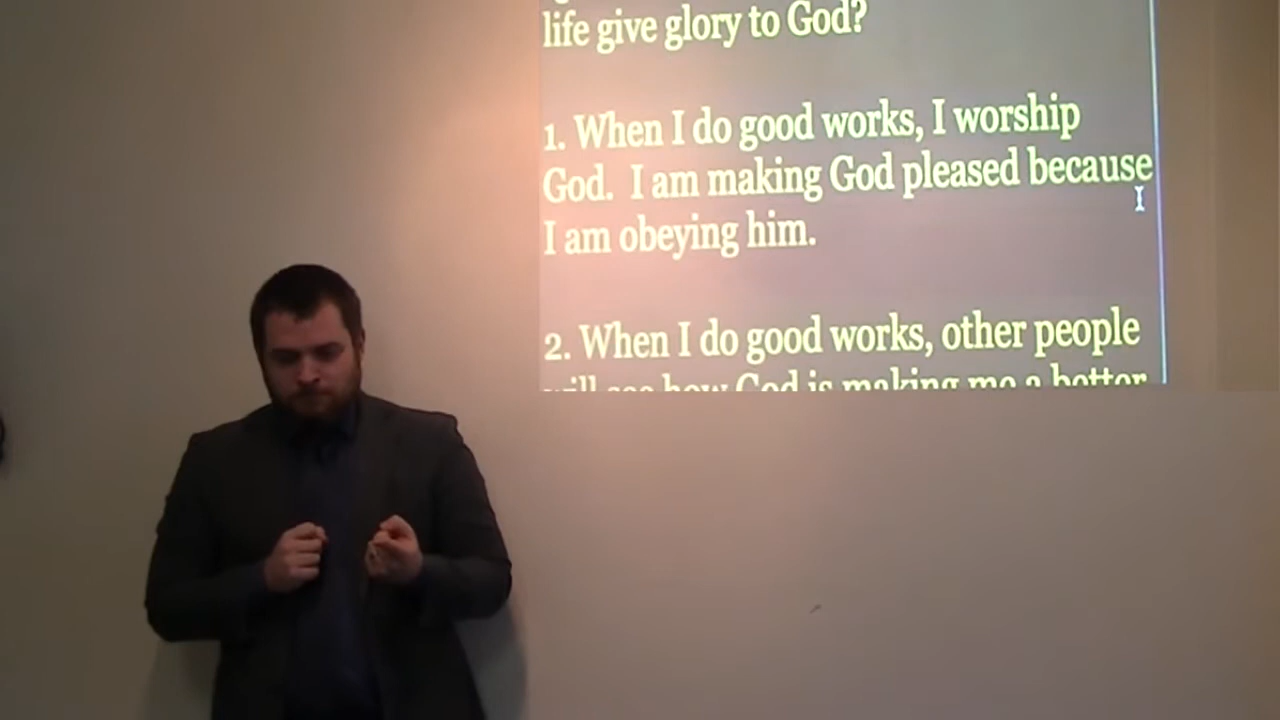 life give glory to God?
1. When I do good works, I worship
God. I am making God pleased because
I am obeying him.
2. When I do good works, other people
will see how God is making me a better